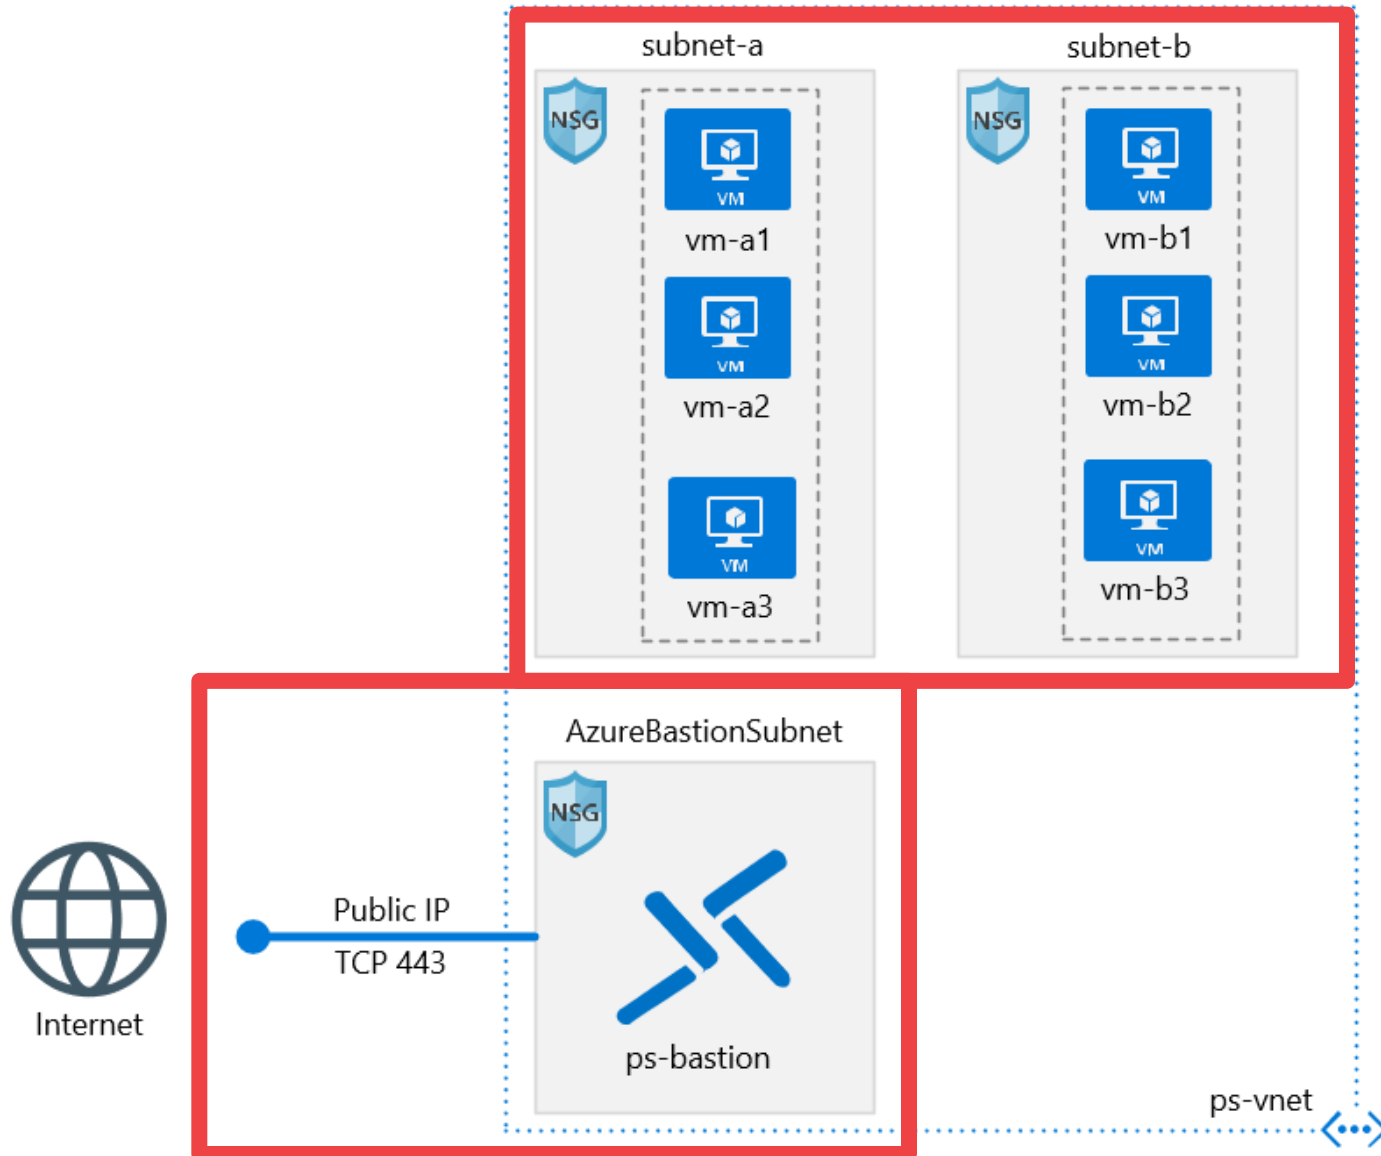 subnet-a
subnet-b
NSG
NSG
VM
VM
vm-a1
vm-b1
VM
VM
vm-a2
vm-b2
VM
VM
vm-a3
vm-b3
AzureBastionSubnet
NSG
Public IP
TCP 443
Internet
ps-bastion
ps-vnet